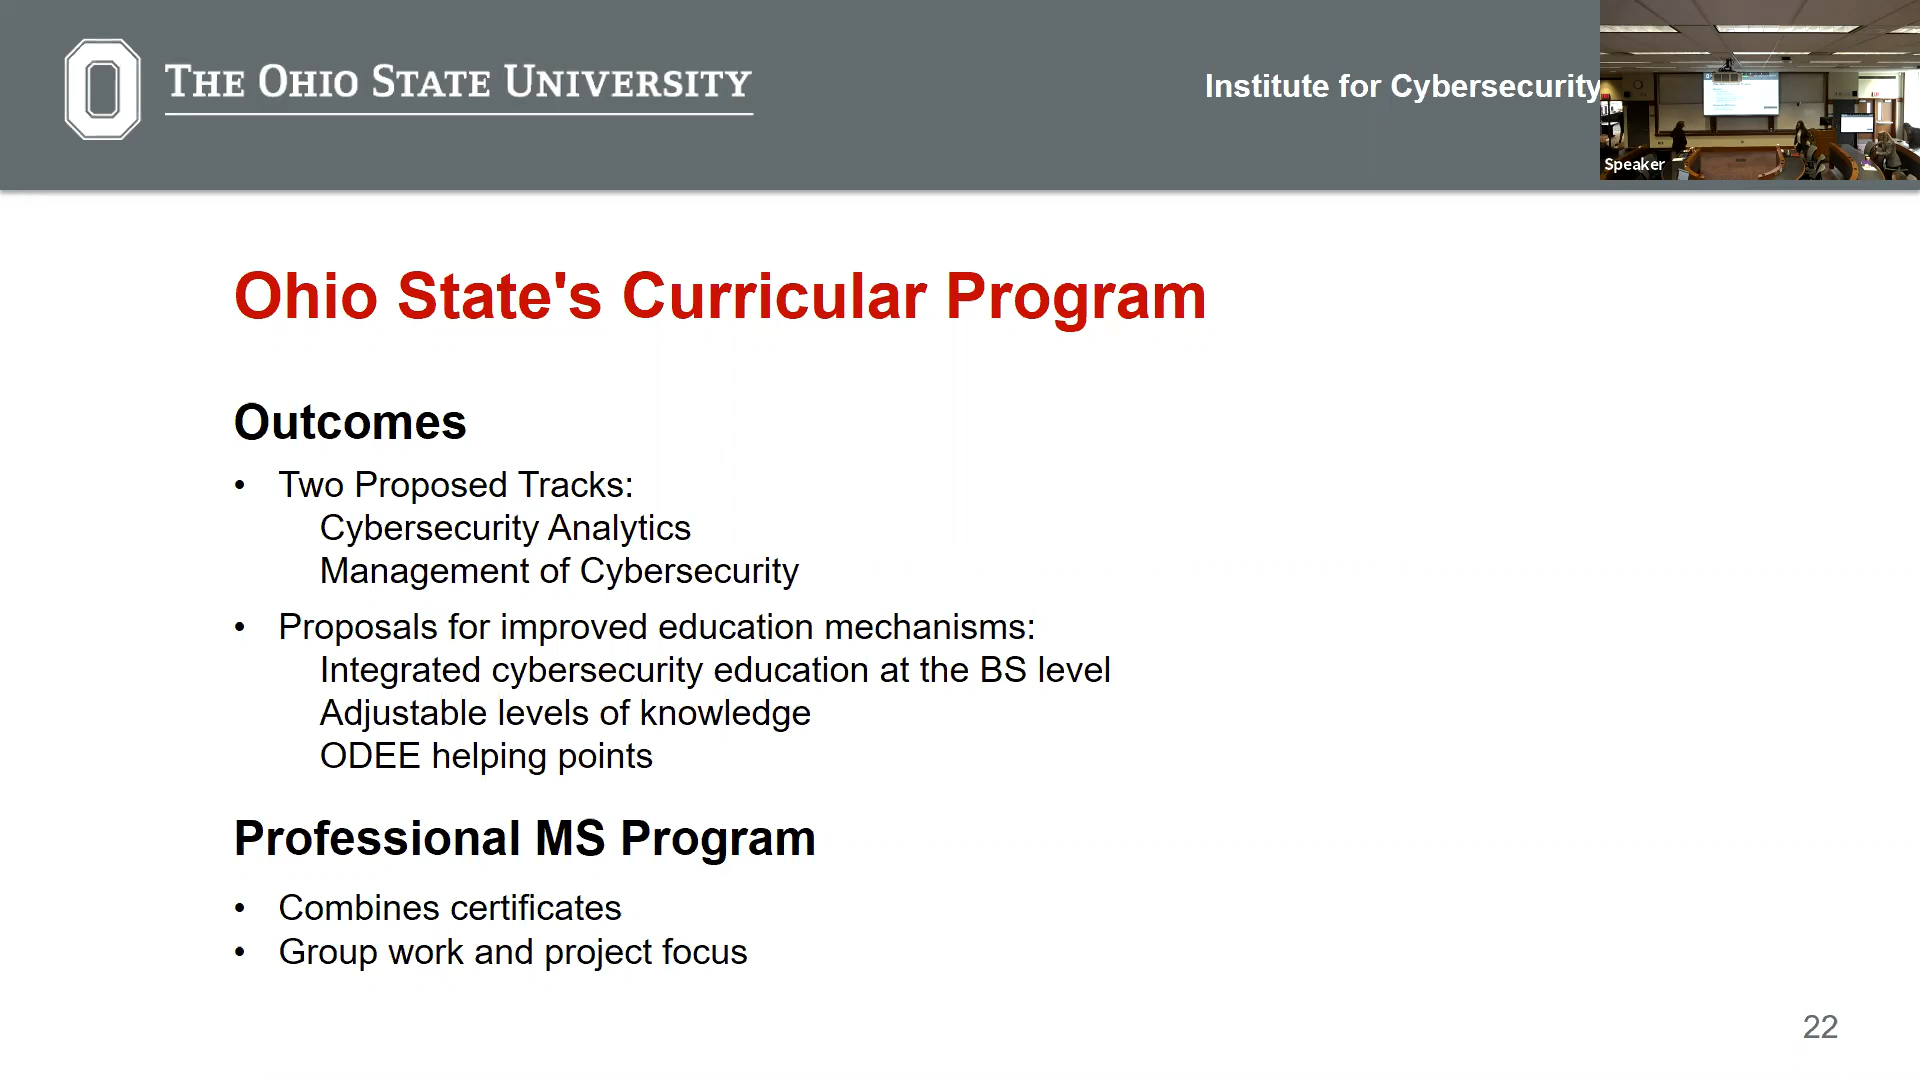 THE OHIO STATE UNIVERSITY
Institute for Cybersecurity
Speaker
Ohio State's Curricular Program
Outcomes
• Two Proposed Tracks:
Cybersecurity Analytics
Management of Cybersecurity
• Proposals for improved education mechanisms:
Integrated cybersecurity education at the BS level
Adjustable levels of knowledge
ODEE helping points
Professional MS Program
• Combines certificates
• Group work and project focus
22